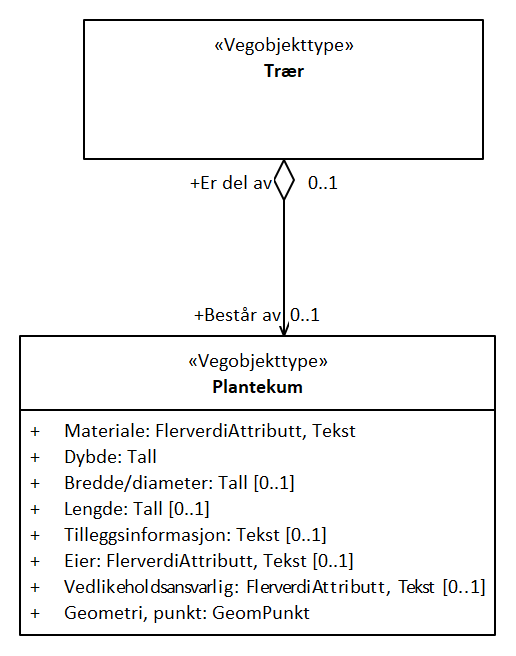 «Vegobjekttype»
Trær
+Er del av 0..1
+Består av 0..1
«Vegobjekttype»
Plantekum
+ Materiale: FlerverdiAttributt, Tekst
+ Dybde: Tall
+ Bredde/diameter: Tall [0..1]
+ Lengde: Tall [0..1]
+ Tilleggsinformasjon: Tekst [0..1]
+ Eier: FlerverdiAttributt, Tekst [0..1]
+ Vedlikeholdsansvarlig: FlerverdiAttributt, Tekst [0..1]
+ Geometri, punkt: GeomPunkt